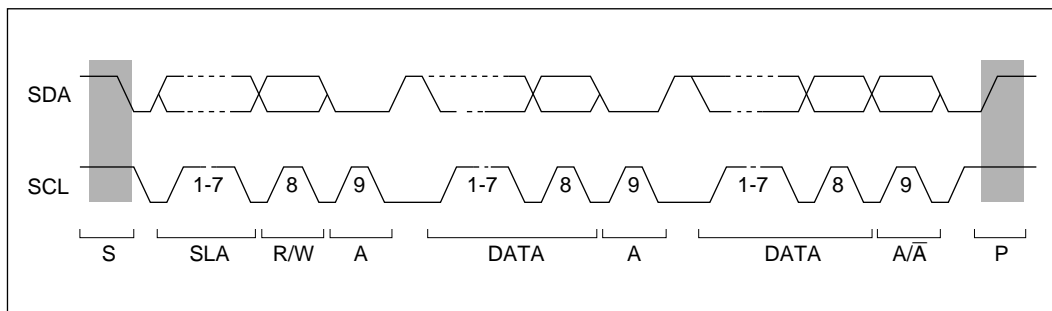 SDA
SCL
1-7 8 9 1-7 8 9 1-7 8 9
S SLA R/W A DATA A DATA A/A̅ P